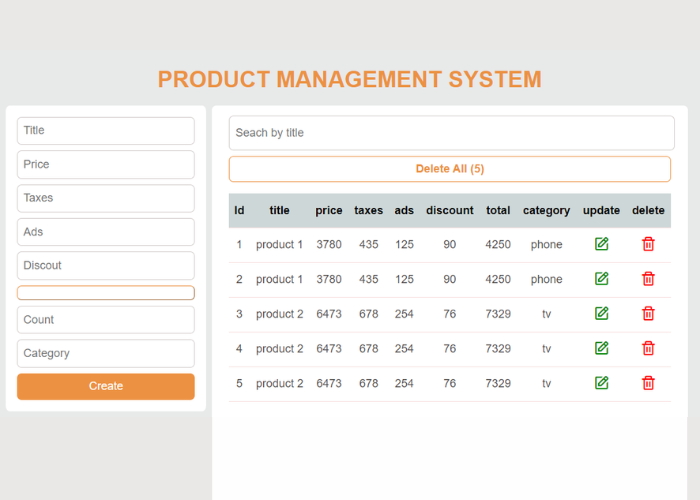 PRODUCT MANAGEMENT SYSTEM
Title
Price
Taxes
Ads
Discout
Count
Category
Create
Seach by title
Delete All (5)
Id title price taxes ads discount total category update delete
1 product 1 3780 435 125 90 4250 phone
2 product 1 3780 435 125 90 4250 phone
3 product 2 6473 678 254 76 7329 tv
4 product 2 6473 678 254 76 7329 tv
5 product 2 6473 678 254 76 7329 tv